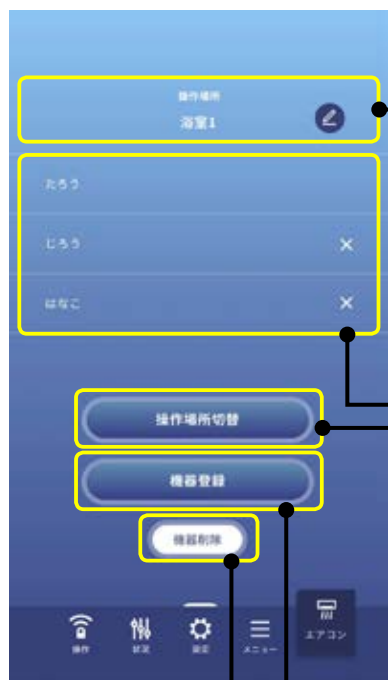 操作場所
浴室1
たろう
じろう
はなこ
操作場所切替
機器登録
機器削除
操作
状況
設定
メニュー
エアコン